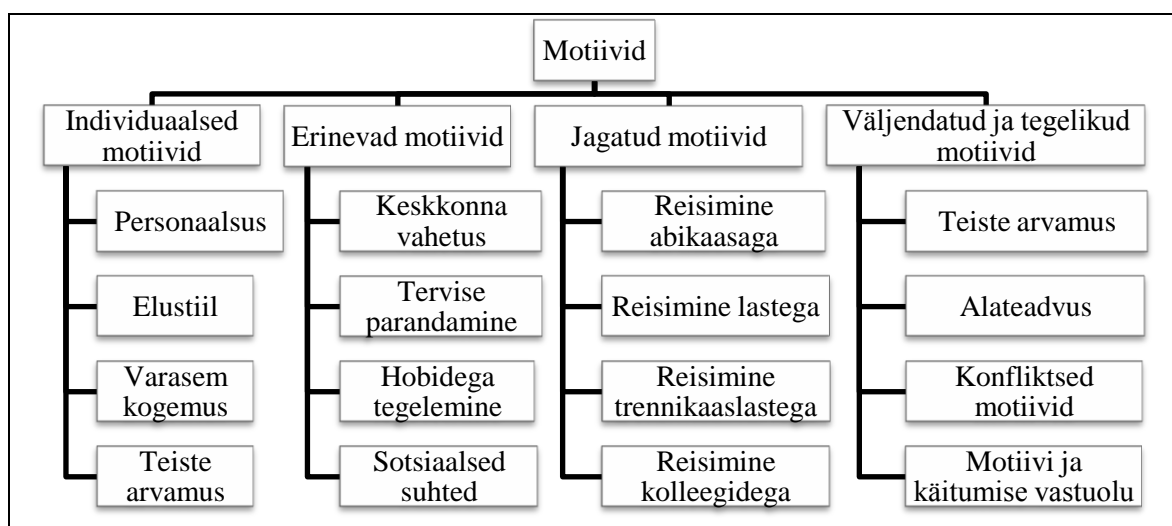 Motiivid
Individuaalsed
motiivid
Personaalsus
Elustiil
Varasem
kogemus
Teiste
arvamus
Erinevad motiivid
Keskkonna
vahetus
Tervise
parandamine
Hobidega
tegelemine
Sotsiaalsed
suhted
Jagatud motiivid
Reisimine
abikaasaga
Reisimine lastega
Reisimine
trennikaaslastega
Reisimine
kolleegidega
Väljendatud ja tegelikud
motiivid
Teiste arvamus
Alateadvus
Konfliktsed
motiivid
Motiivi ja
käitumise vastuolu